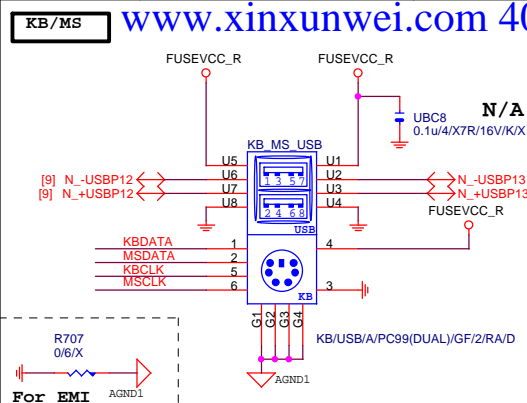 KB/MS
www.xinxunwei.com 40
FUSEVCC_R
FUSEVCC_R
N/A
UBC8
0.1u/4/X7R/16V/K/X
KB_MS_USB
U5
U1
[9] N_-USBP12
U6
U2
N_-USBP13
[9] N_+USBP12
U7
U3
N_+USBP13
U8
U4
1 3 5 7
2 4 6 8
USB
FUSEVCC_R
KBDATA
1
4
MSDATA
2
KBCLK
5
MSCLK
6
3
KB
G1
G2
G3
G4
KB/USB/A/PC99(DUAL)/GF/2/RA/D
R707
0/6/X
AGND1
AGND1
For EMI